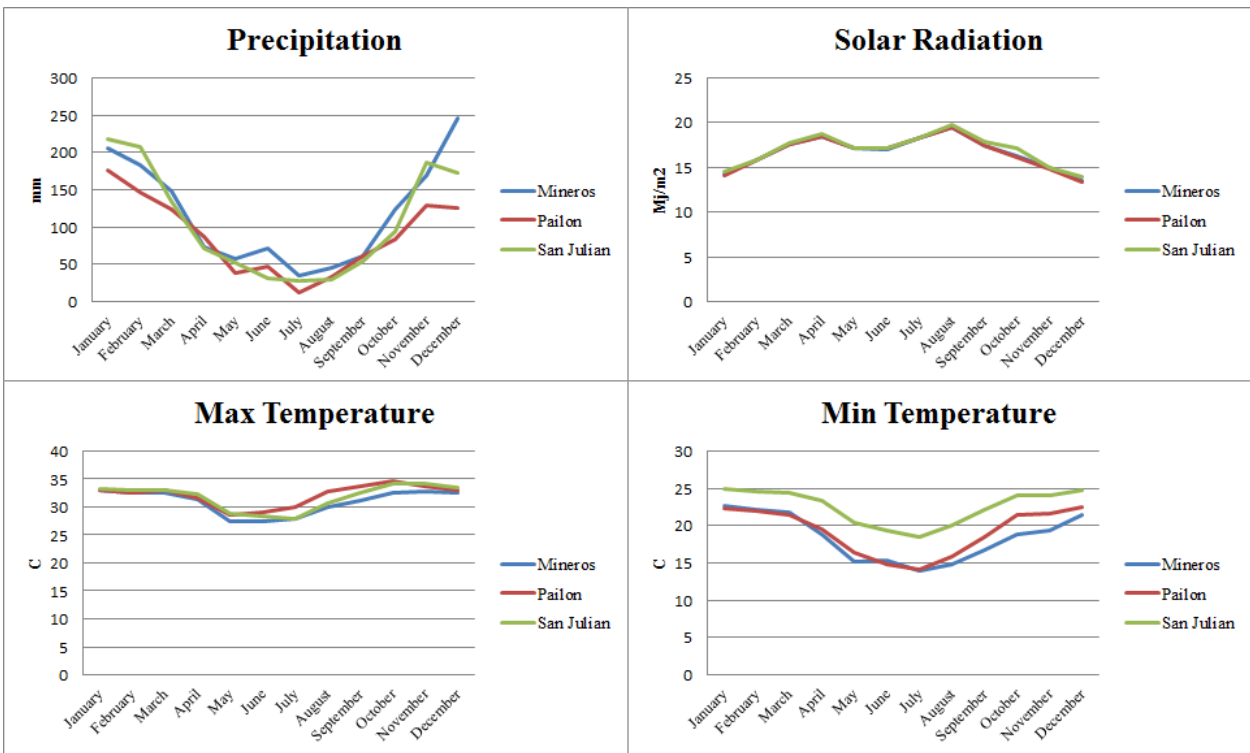 Precipitation
300
250
200
150
100
50
0
mm
January
February
March
April
May
June
July
August
September
October
November
December
Mineros
Pailon
San Julian
Solar Radiation
25
20
15
10
5
0
Mj/m2
January
February
March
April
May
June
July
August
September
October
November
December
Mineros
Pailon
San Julian
Max Temperature
40
35
30
25
20
15
10
5
0
C
January
February
March
April
May
June
July
August
September
October
November
December
Mineros
Pailon
San Julian
Min Temperature
30
25
20
15
10
5
0
C
January
February
March
April
May
June
July
August
September
October
November
December
Mineros
Pailon
San Julian